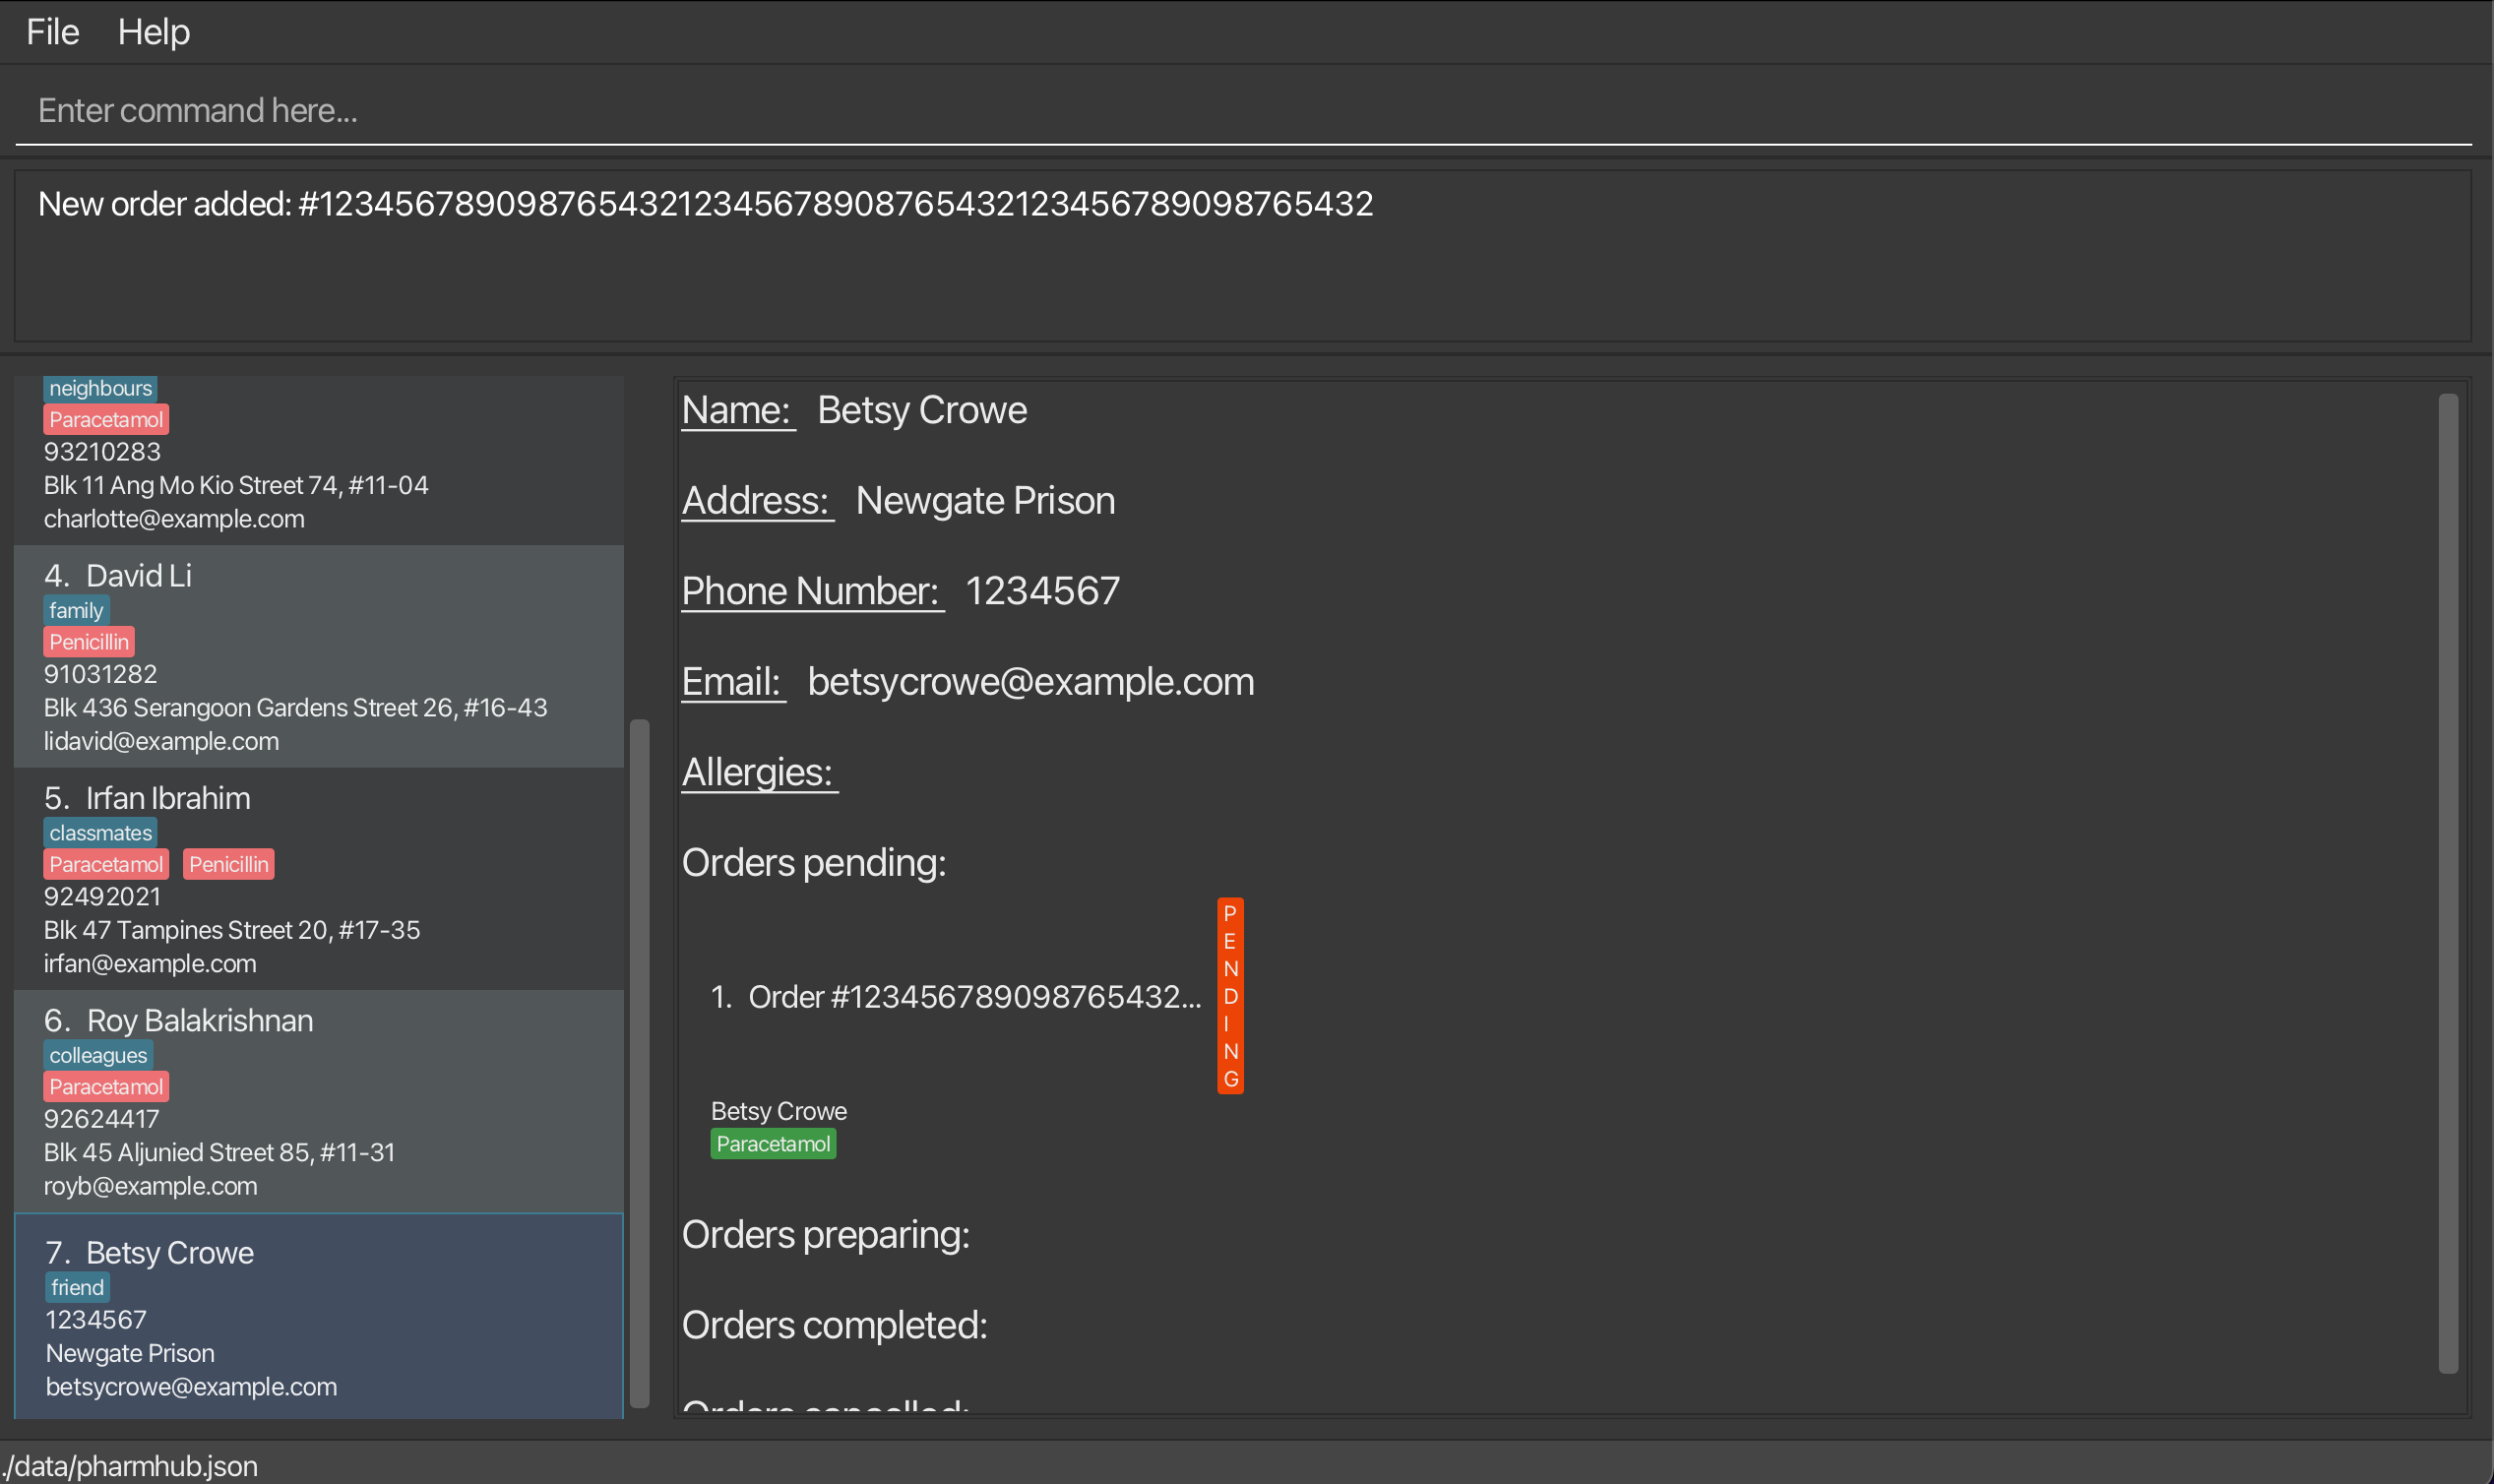 File Help
Enter command here...
New order added: #12345678909876543212345678908765432123456789098765432
neighbours
Paracetamol
93210283
Blk 11 Ang Mo Kio Street 74, #11-04
charlotte@example.com
4. David Li
family
Penicillin
91031282
Blk 436 Serangoon Gardens Street 26, #16-43
lidavid@example.com
5. Irfan Ibrahim
classmates
Paracetamol Penicillin
92492021
Blk 47 Tampines Street 20, #17-35
irfan@example.com
6. Roy Balakrishnan
colleagues
Paracetamol
92624417
Blk 45 Aljunied Street 85, #11-31
royb@example.com
7. Betsy Crowe
friend
1234567
Newgate Prison
betsycrowe@example.com
Name: Betsy Crowe
Address: Newgate Prison
Phone Number: 1234567
Email: betsycrowe@example.com
Allergies:
Orders pending:
1. Order #123456789098765432...
PENDING
Betsy Crowe
Paracetamol
Orders preparing:
Orders completed:
Orders cancelled:
./data/pharmhub.json